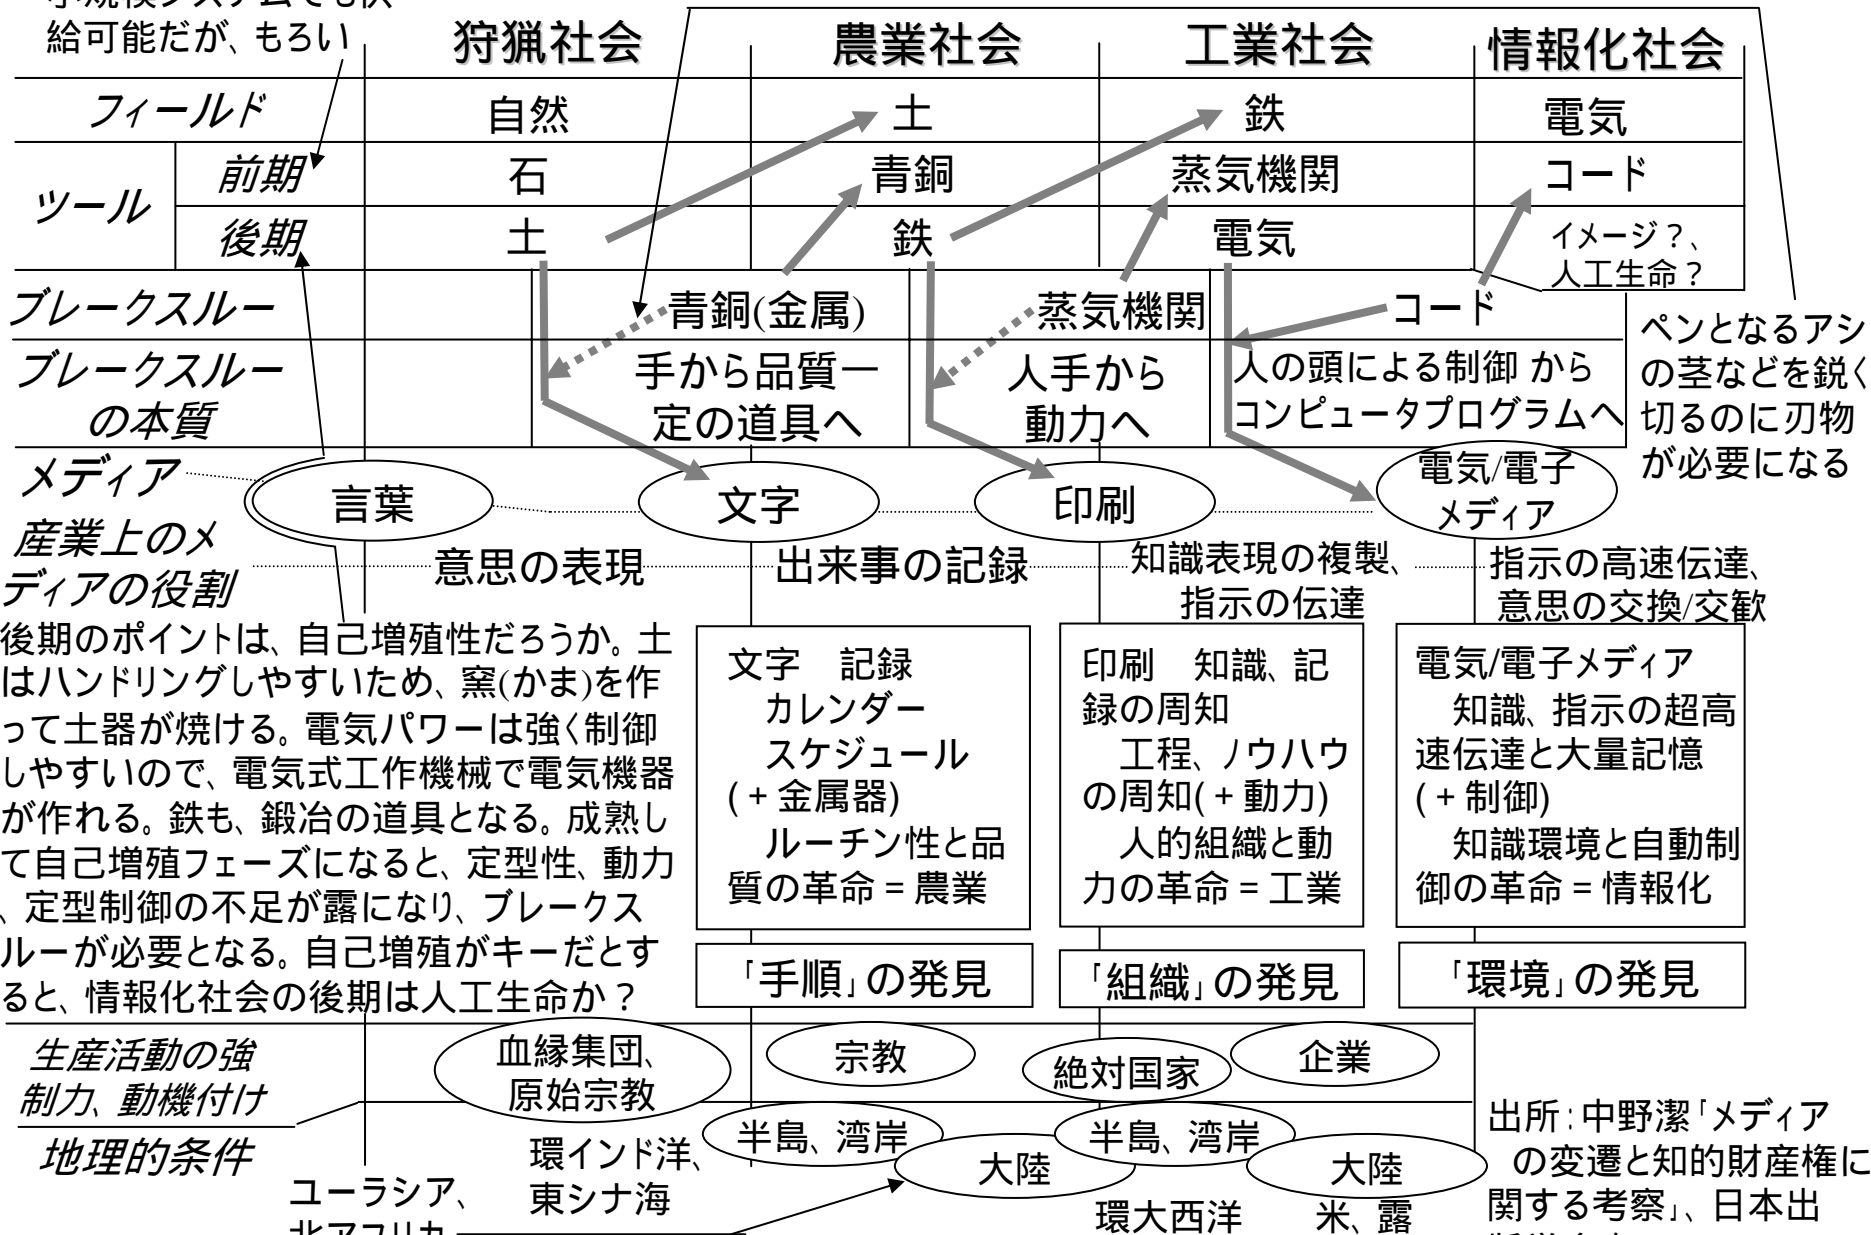 給可能だが、もろい
狩猟社会 農業社会 工業社会 情報化社会
フィールド 自然 土 鉄 電気
ツール 前期 石 青銅 蒸気機関 コード
後期 土 鉄 電気 イメージ？、
人工生命？
ブレークスルー 青銅(金属) 蒸気機関 コード
ブレークスルー
の本質
手から品質一
定の道具へ
人手から
動力へ
人の頭による制御 から
コンピュータプログラムへ
ペンとなるアシ
の茎などを鋭く
切るのに刃物
が必要になる
メディア 言葉 文字 印刷 電気/電子
メディア
産業上のメ
ディアの役割
意思の表現 出来事の記録 知識表現の複製、
指示の伝達
指示の高速伝達、
意思の交換/交歓
後期のポイントは、自己増殖性だろうか。土
はハンドリングしやすいため、窯(かま)を作
って土器が焼ける。電気パワーは強く制御
しやすいので、電気式工作機械で電気機器
が作れる。鉄も、鍛冶の道具となる。成熟し
て自己増殖フェーズになると、定型性、動力
、定型制御の不足が露になり、ブレークス
ルーが必要となる。自己増殖がキーだとす
ると、情報化社会の後期は人工生命か？
文字　記録
カレンダー
スケジュール
(+金属器)
ルーチン性と品
質の革命=農業
印刷　知識、記
録の周知
工程、ノウハウ
の周知(+動力)
人的組織と動
力の革命=工業
電気/電子メディア
知識、指示の超高
速伝達と大量記憶
(+制御)
知識環境と自動制
御の革命=情報化
「手順」の発見 「組織」の発見 「環境」の発見
生産活動の強
制力、動機付け
血縁集団、
原始宗教
宗教 絶対国家 企業
地理的条件 環インド洋、
東シナ海
半島、湾岸 大陸 半島、湾岸 大陸
ユーラシア、
環大西洋 米、露
出所:中野潔「メディア
の変遷と知的財産権に
関する考察」、日本出